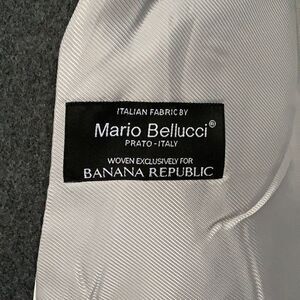 ITALIAN FABRIC BY
Mario Bellucci®
PRATO - ITALY
WOVEN EXCLUSIVELY FOR
BANANA REPUBLIC